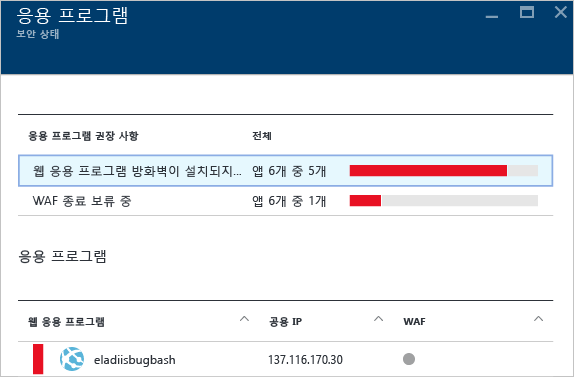 응용 프로그램
보안 상태
응용 프로그램 권장 사항 전체
웹 응용 프로그램 방화벽이 설치되지... 앱 6개 중 5개
WAF 종료 보류 중 앱 6개 중 1개
응용 프로그램
웹 응용 프로그램 공용 IP WAF
eladiisbugbash 137.116.170.30